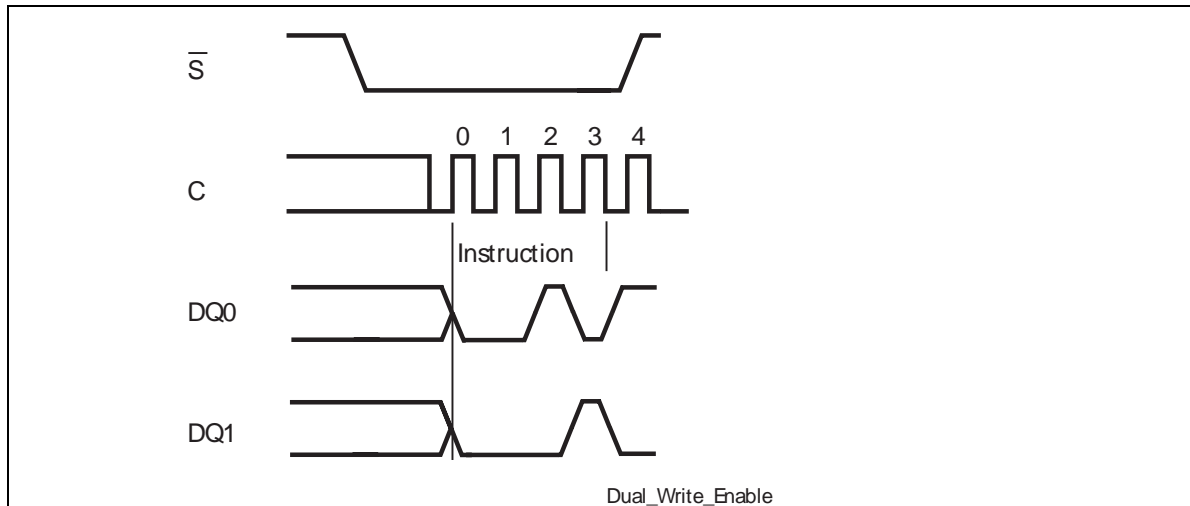 S̅
0 1 2 3 4
C
Instruction
DQ0
DQ1
Dual_Write_Enable